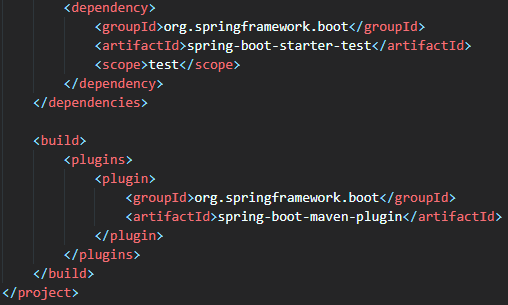 <dependency>
<groupId>org.springframework.boot</groupId>
<artifactId>spring-boot-starter-test</artifactId>
<scope>test</scope>
</dependency>
</dependencies>
<build>
<plugins>
<plugin>
<groupId>org.springframework.boot</groupId>
<artifactId>spring-boot-maven-plugin</artifactId>
</plugin>
</plugins>
</build>
</project>